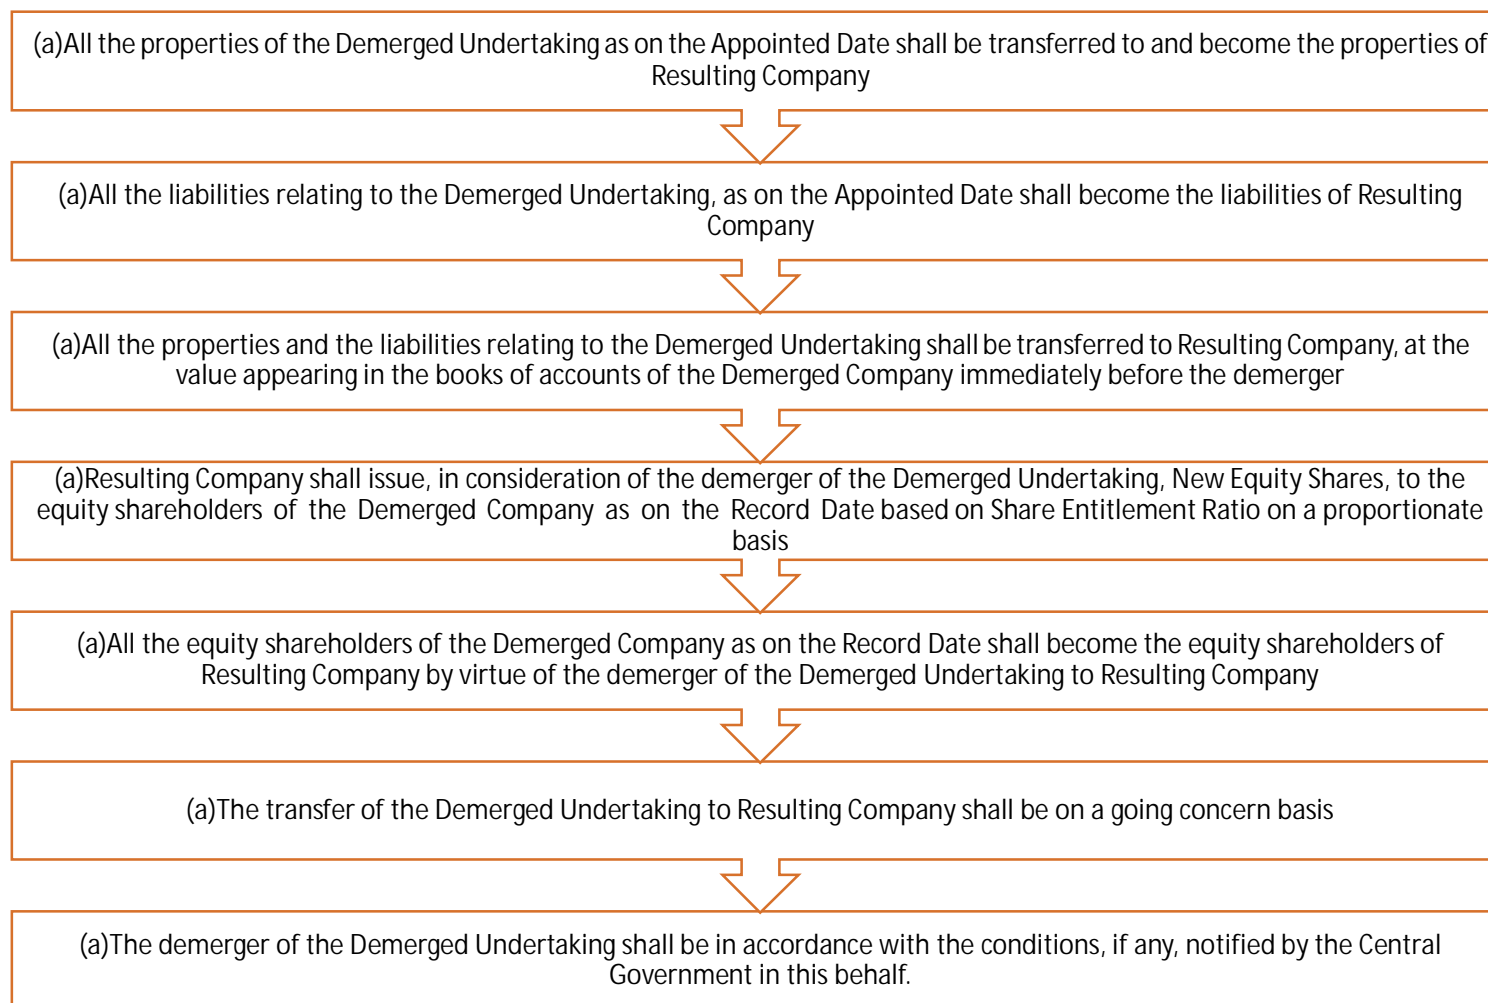 (a)All the properties of the Demerged Undertaking as on the Appointed Date shall be transferred to and become the properties of
Resulting Company
(a)All the liabilities relating to the Demerged Undertaking, as on the Appointed Date shall become the liabilities of Resulting
Company
(a)All the properties and the liabilities relating to the Demerged Undertaking shall be transferred to Resulting Company, at the
value appearing in the books of accounts of the Demerged Company immediately before the demerger
(a)Resulting Company shall issue, in consideration of the demerger of the Demerged Undertaking, New Equity Shares, to the
equity shareholders of the Demerged Company as on the Record Date based on Share Entitlement Ratio on a proportionate
basis
(a)All the equity shareholders of the Demerged Company as on the Record Date shall become the equity shareholders of
Resulting Company by virtue of the demerger of the Demerged Undertaking to Resulting Company
(a)The transfer of the Demerged Undertaking to Resulting Company shall be on a going concern basis
(a)The demerger of the Demerged Undertaking shall be in accordance with the conditions, if any, notified by the Central
Government in this behalf.